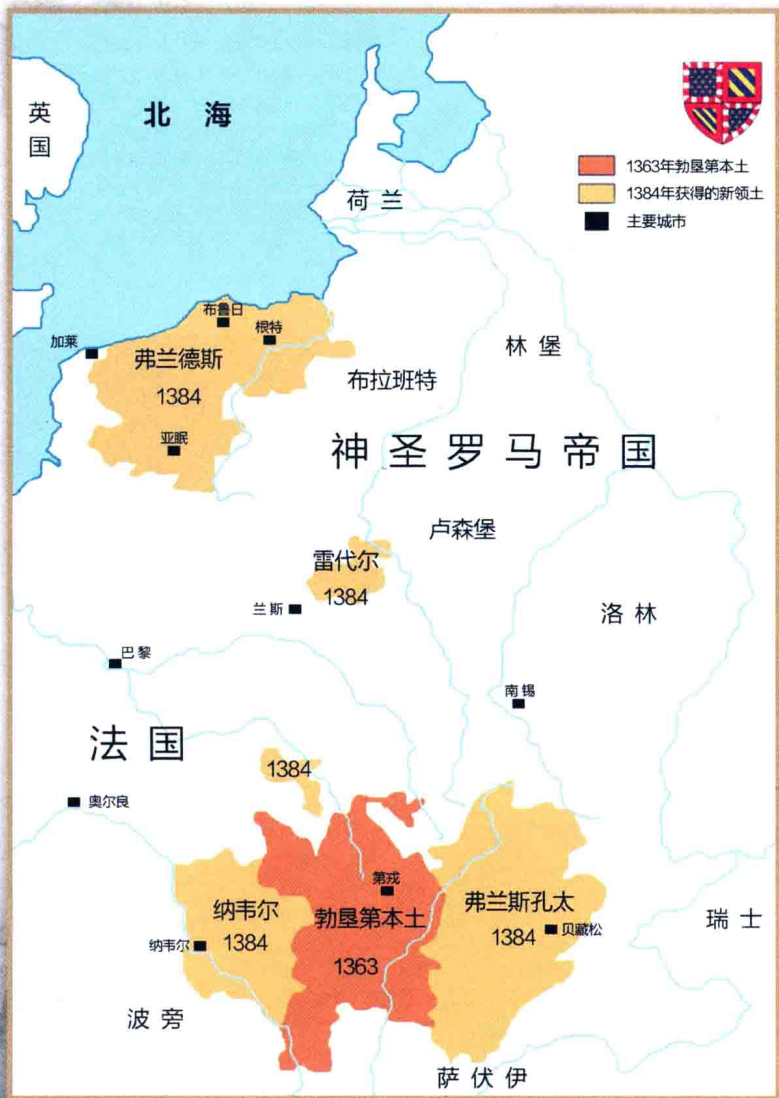 英国
北海
1363年勃垦第本土
1384年获得的新领土
主要城市
荷兰
布鲁日
根特
加莱
弗兰德斯
1384
林堡
布拉班特
亚眠
神圣罗马帝国
卢森堡
雷代尔
1384
兰斯
洛林
巴黎
南锡
法国
1384
奥尔良
第戎
纳韦尔
1384
勃垦第本土
1363
弗兰斯孔太
1384
贝藏松
瑞士
纳韦尔
波旁
萨伏伊